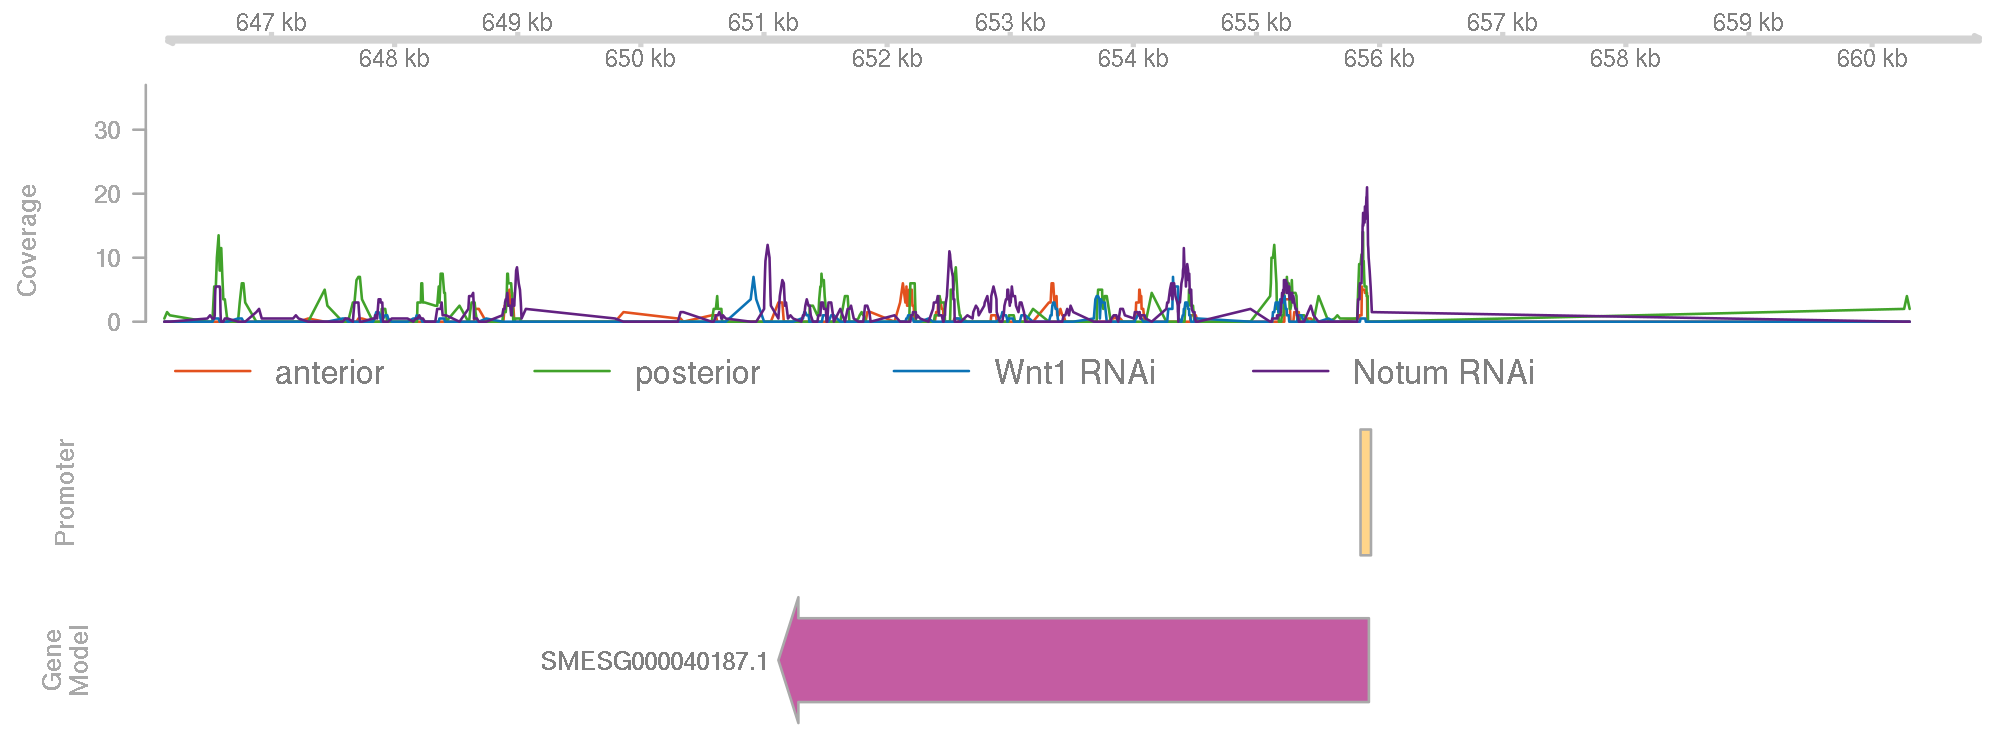 647 kb 649 kb 651 kb 653 kb 655 kb 657 kb 659 kb
648 kb 650 kb 652 kb 654 kb 656 kb 658 kb 660 kb
Coverage
30
20
10
0
anterior posterior Wnt1 RNAi Notum RNAi
Promoter
Gene
Model
SMESG000040187.1